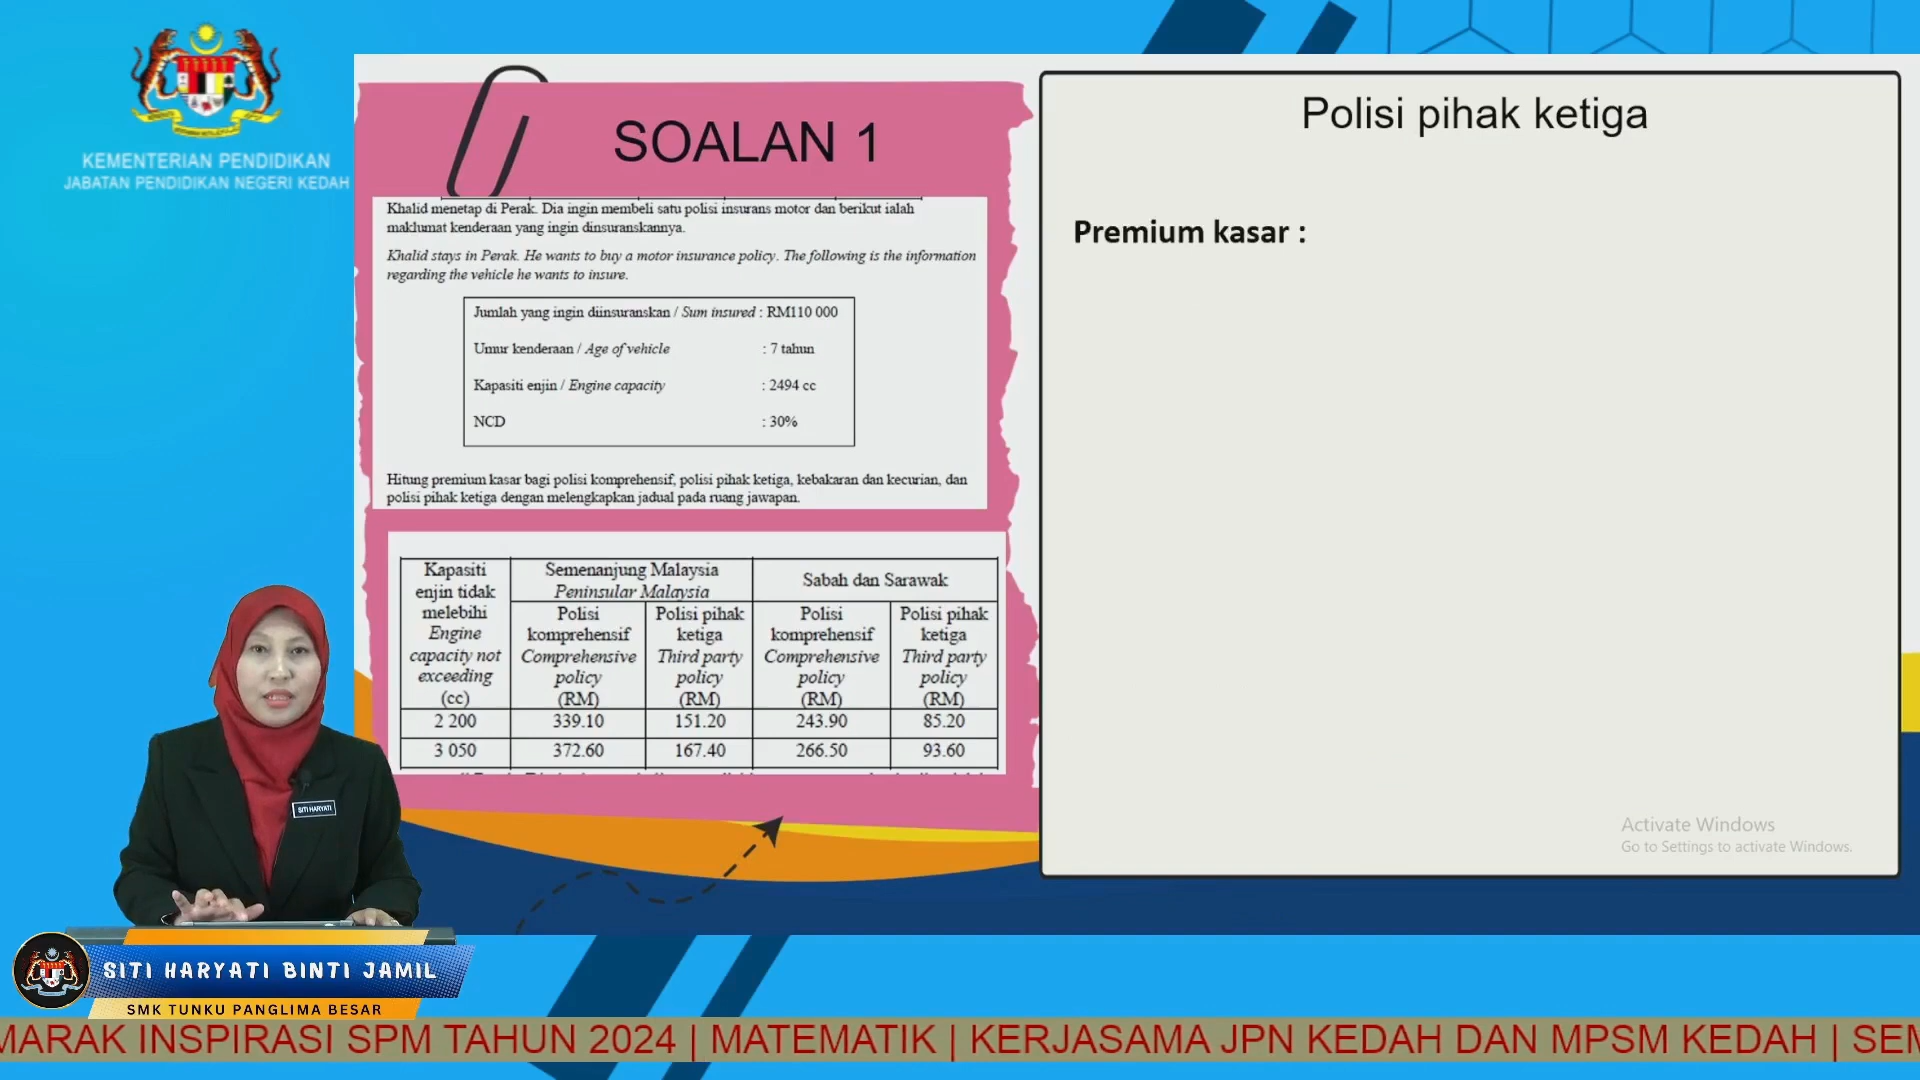 KEMENTERIAN PENDIDIKAN
JABATAN PENDIDIKAN NEGERI KEDAH
SOALAN 1
Khalid menetap di Perak. Dia ingin membeli satu polisi insurans motor dan berikut ialah
maklumat kenderaan yang ingin dinsuranskannya.
Khalid stays in Perak. He wants to buy a motor insurance policy. The following is the information
regarding the vehicle he wants to insure.
Jumlah yang ingin diinsuranskan / Sum insured : RM110 000
Umur kenderaan / Age of vehicle : 7 tahun
Kapasiti enjin / Engine capacity : 2494 cc
NCD : 30%
Hitung premium kasar bagi polisi komprehensif, polisi pihak ketiga, kebakaran dan kecurian, dan
polisi pihak ketiga dengan melengkapkan jadual pada ruang jawapan.
Kapasiti enjin tidak melebihi Engine capacity not exceeding (cc)
Semenanjung Malaysia Peninsular Malaysia
Sabah dan Sarawak
Polisi komprehensif Comprehensive policy (RM)
Polisi pihak ketiga Third party policy (RM)
Polisi komprehensif Comprehensive policy (RM)
Polisi pihak ketiga Third party policy (RM)
2 200 339.10 151.20 243.90 85.20
3 050 372.60 167.40 266.50 93.60
Polisi pihak ketiga
Premium kasar :
Activate Windows
Go to Settings to activate Windows.
SITI HARYATI
SITI HARYATI BINTI JAMIL
SMK TUNKU PANGLIMA BESAR
MARAK INSPIRASI SPM TAHUN 2024 | MATEMATIK | KERJASAMA JPN KEDAH DAN MPSM KEDAH | SEM